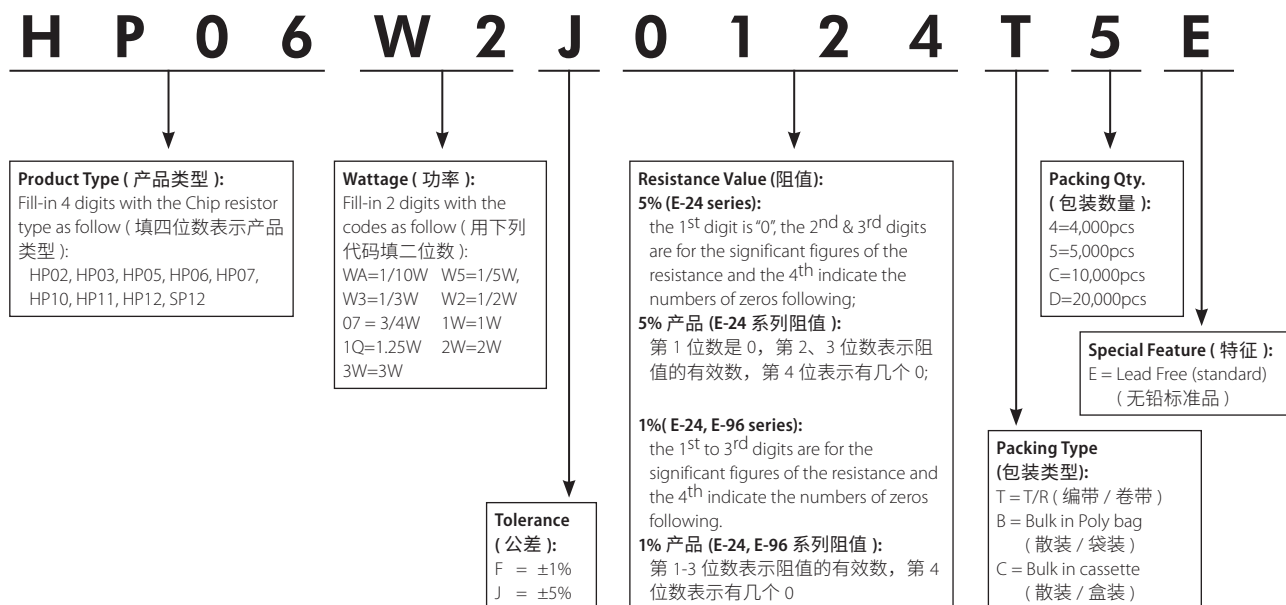 H P 0 6 W 2 J 0 1 2 4 T 5 E
Product Type ( 产品类型 ):
Fill-in 4 digits with the Chip resistor
type as follow ( 填四位数表示产品
类型 ):
HP02, HP03, HP05, HP06, HP07,
HP10, HP11, HP12, SP12
Wattage ( 功率 ):
Fill-in 2 digits with the
codes as follow ( 用下列
代码填二位数 ):
WA=1/10W W5=1/5W,
W3=1/3W W2=1/2W
07 = 3/4W 1W=1W
1Q=1.25W 2W=2W
3W=3W
Tolerance
( 公差 ):
F = ±1%
J = ±5%
Resistance Value (阻值):
5% (E-24 series):
the 1st digit is “0”, the 2nd & 3rd digits
are for the significant figures of the
resistance and the 4th indicate the
numbers of zeros following;
5% 产品 (E-24 系列阻值 ):
第 1 位数是 0，第 2、3 位数表示阻
值的有效数，第 4 位表示有几个 0;
1%( E-24, E-96 series):
the 1st to 3rd digits are for the
significant figures of the resistance and
the 4th indicate the numbers of zeros
following.
1% 产品 (E-24, E-96 系列阻值 ):
第 1-3 位数表示阻值的有效数，第 4
位数表示有几个 0
Packing Type
(包装类型):
T = T/R ( 编带 / 卷带 )
B = Bulk in Poly bag
( 散装 / 袋装 )
C = Bulk in cassette
( 散装 / 盒装 )
Packing Qty.
( 包装数量 ):
4=4,000pcs
5=5,000pcs
C=10,000pcs
D=20,000pcs
Special Feature ( 特征 ):
E = Lead Free (standard)
( 无铅标准品 )